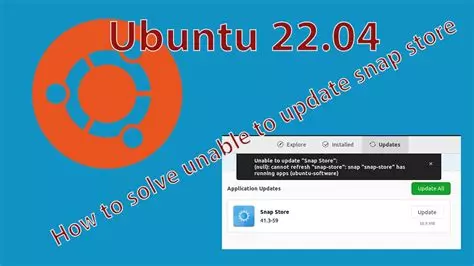 Ubuntu 22.04
How to solve unable to update snap store
Explore Installed Updates
Unable to update "Snap Store":
(null): cannot refresh "snap-store": snap "snap-store" has
running apps (ubuntu-software)
Application Updates Update All
Snap Store Update
41.3-59